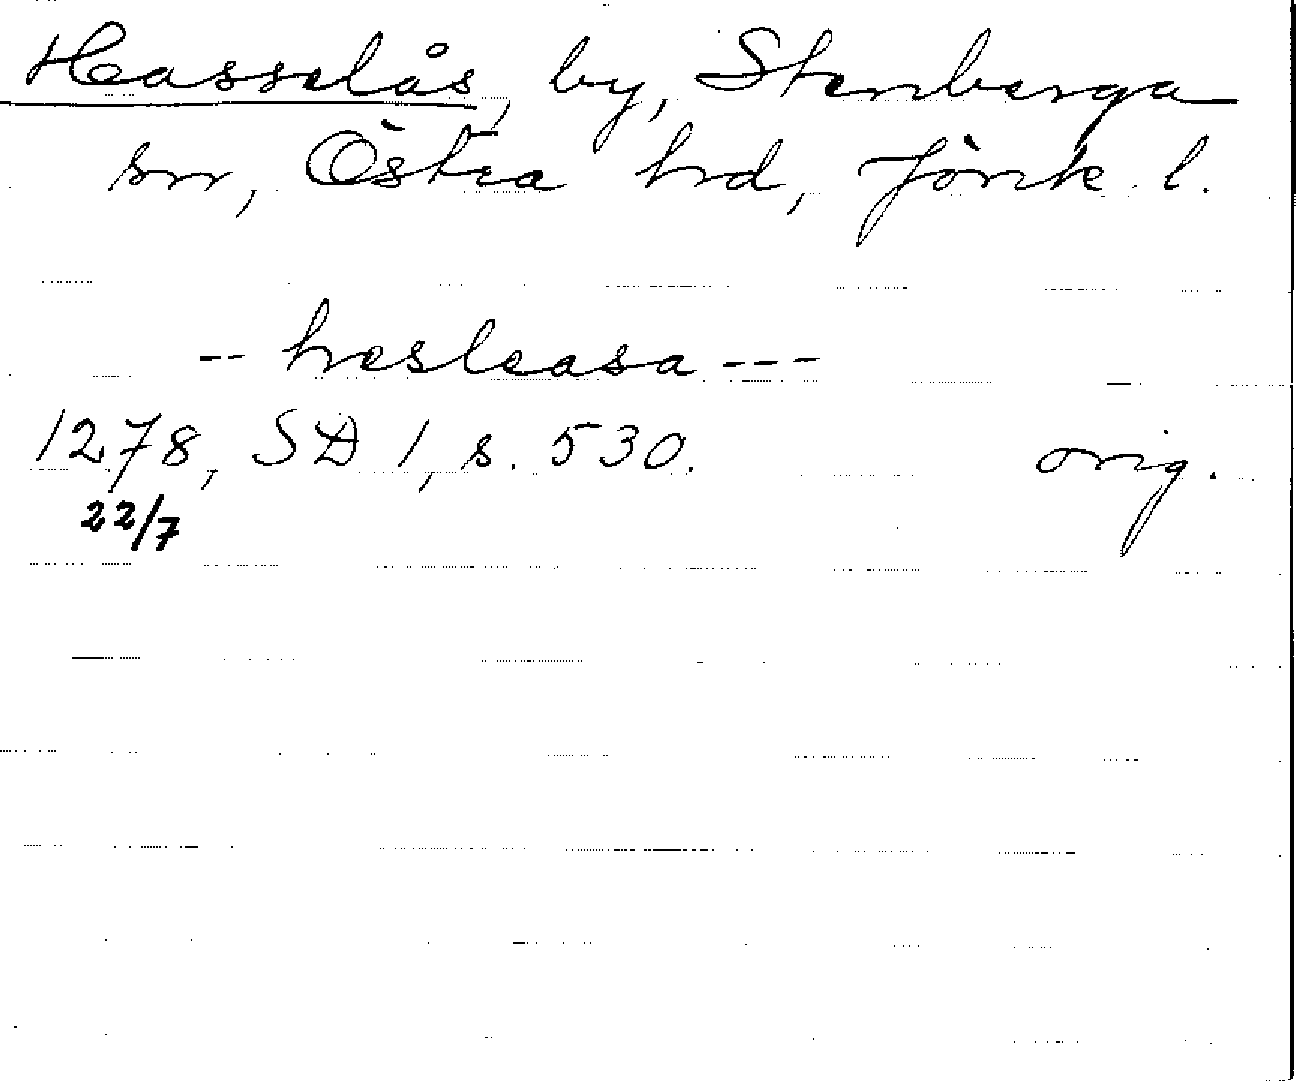 Hasselås, by, Stenberga
sn, Östra hd, Jönk. l.
-- hesleasa ---
1278, SD 1, s. 530. orig.
22/7